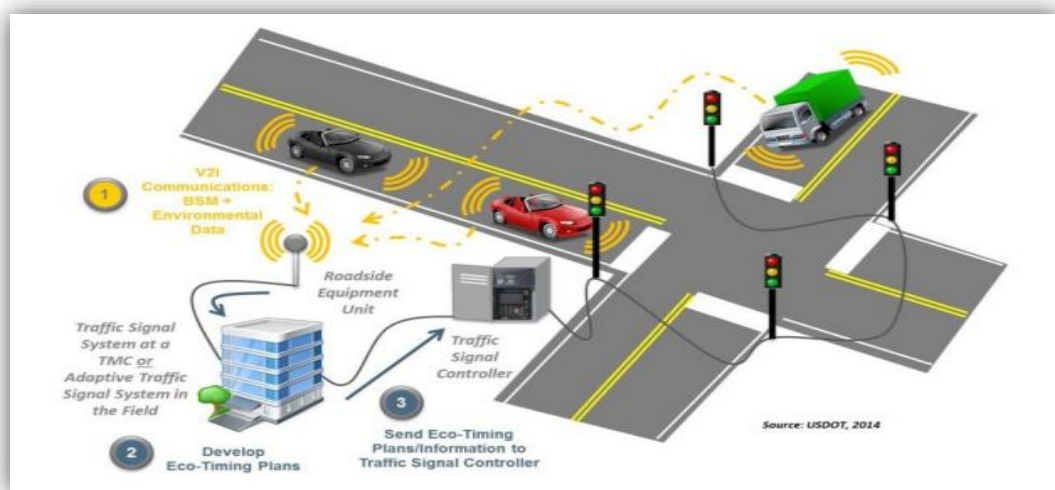 1
V2I
Communications:
BSM +
Environmental
Data
Roadside
Equipment
Unit
Traffic Signal
System at a
TMC or
Adaptive Traffic
Signal System in
the Field
Traffic
Signal
Controller
2
Develop
Eco-Timing Plans
3
Send Eco-Timing
Plans/Information to
Traffic Signal Controller
Source: USDOT, 2014